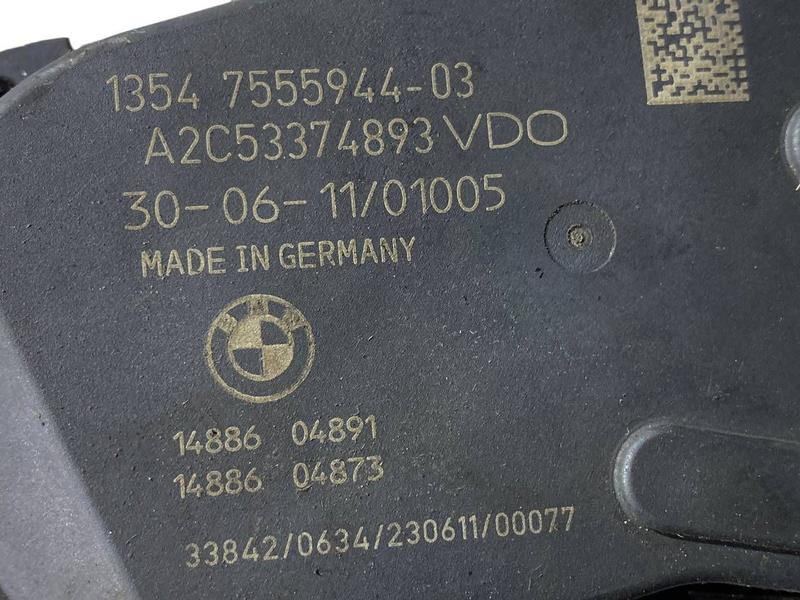 1354 7555944-03
A2C53374893 VDO
30-06-11/01005
MADE IN GERMANY
BMW
14886 04891
14886 04873
33842/0634/230611/00077